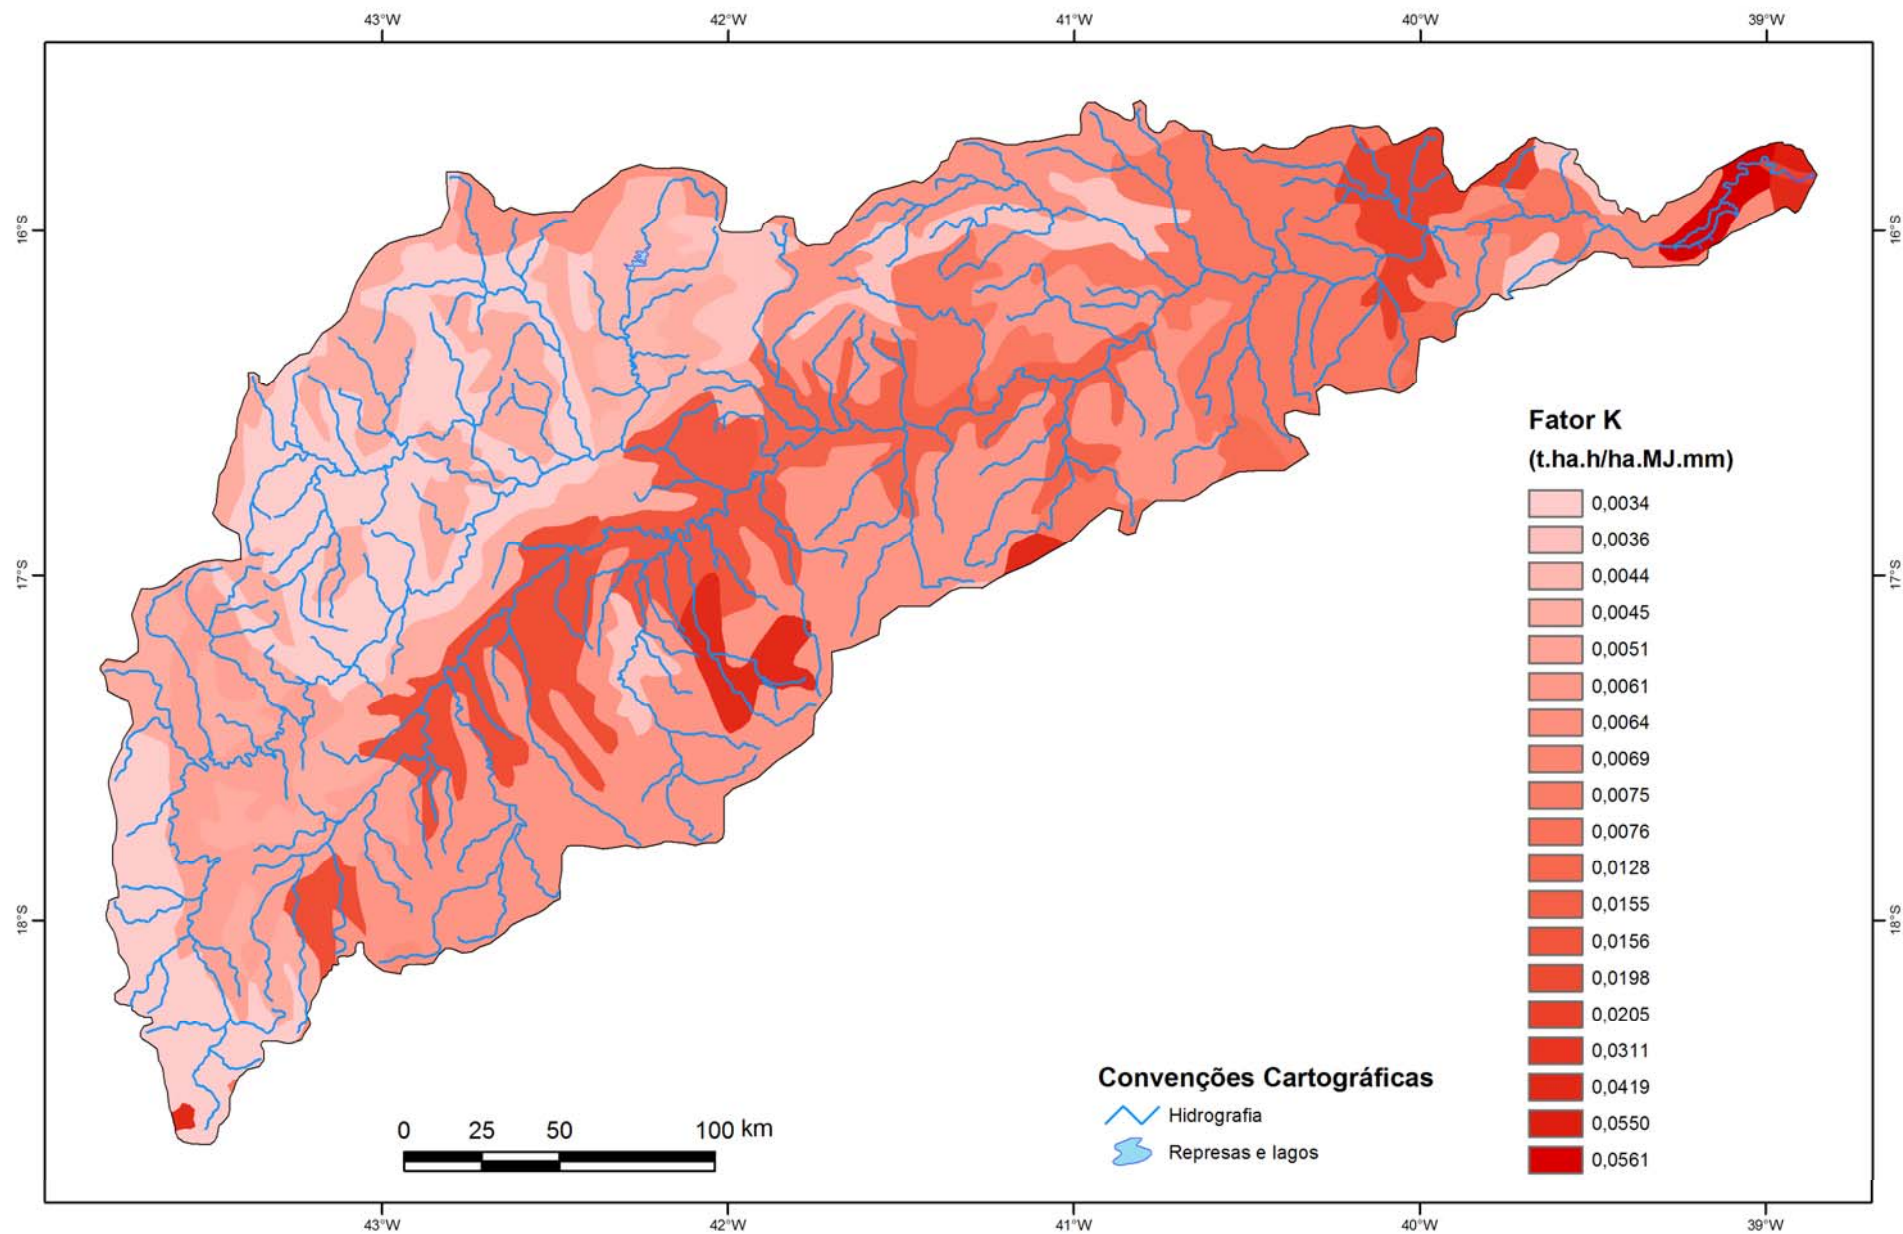 43°W 42°W 41°W 40°W 39°W
16°S 16°S
17°S 17°S
18°S 18°S
Fator K
(t.ha.h/ha.MJ.mm)
0,0034
0,0036
0,0044
0,0045
0,0051
0,0061
0,0064
0,0069
0,0075
0,0076
0,0128
0,0155
0,0156
0,0198
0,0205
0,0311
0,0419
0,0550
0,0561
Convenções Cartográficas
Hidrografia
Represas e lagos
0 25 50 100 km
43°W 42°W 41°W 40°W 39°W